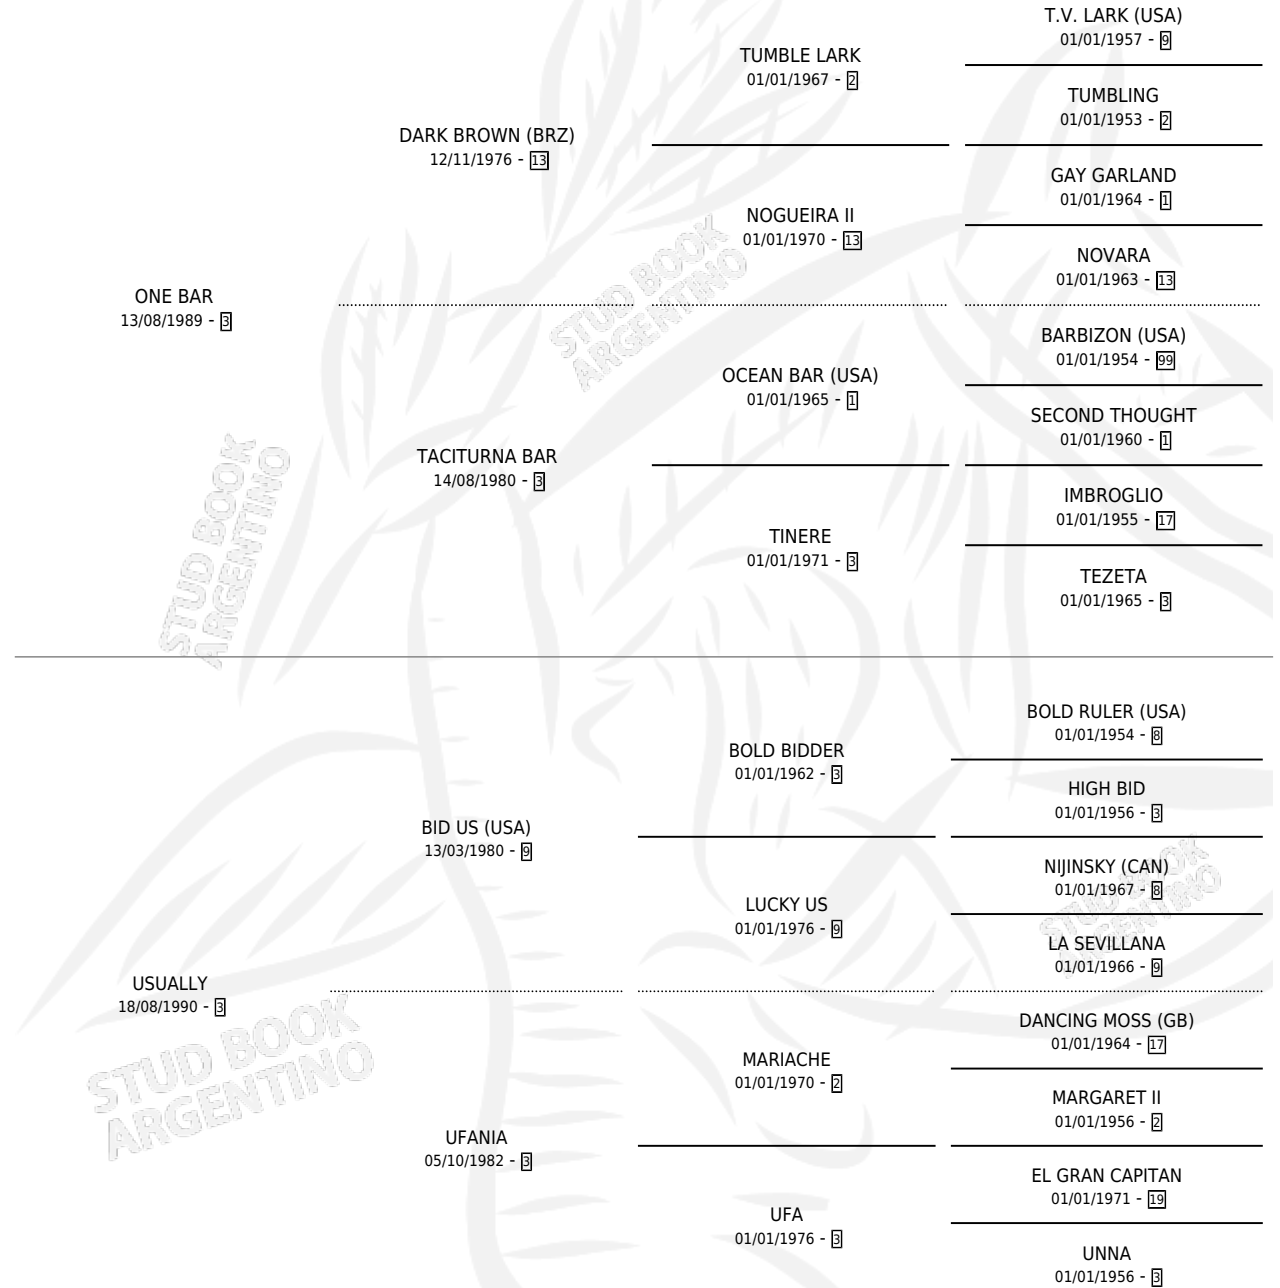 T.V. LARK (USA)
01/01/1957 - 9
TUMBLE LARK
01/01/1967 - 2
TUMBLING
01/01/1953 - 2
DARK BROWN (BRZ)
12/11/1976 - 13
GAY GARLAND
01/01/1964 - 1
NOGUEIRA II
01/01/1970 - 13
NOVARA
01/01/1963 - 13
ONE BAR
13/08/1989 - 3
STUD BOOK
ARGENTINO
BARBIZON (USA)
01/01/1954 - 99
OCEAN BAR (USA)
01/01/1965 - 1
SECOND THOUGHT
01/01/1960 - 1
TACITURNA BAR
14/08/1980 - 3
IMBROGLIO
01/01/1955 - 17
TINERE
01/01/1971 - 3
TEZETA
01/01/1965 - 3
STUD BOOK
ARGENTINO
BOLD RULER (USA)
01/01/1954 - 8
BOLD BIDDER
01/01/1962 - 3
HIGH BID
01/01/1956 - 3
BID US (USA)
13/03/1980 - 9
NIJINSKY (CAN)
01/01/1967 - 8
LUCKY US
01/01/1976 - 9
LA SEVILLANA
01/01/1966 - 9
STUD BOOK
ARGENTINO
USUALLY
18/08/1990 - 3
STUD BOOK
ARGENTINO
DANCING MOSS (GB)
01/01/1964 - 17
MARIACHE
01/01/1970 - 2
MARGARET II
01/01/1956 - 2
UFANIA
05/10/1982 - 3
EL GRAN CAPITAN
01/01/1971 - 19
UFA
01/01/1976 - 3
UNNA
01/01/1956 - 3